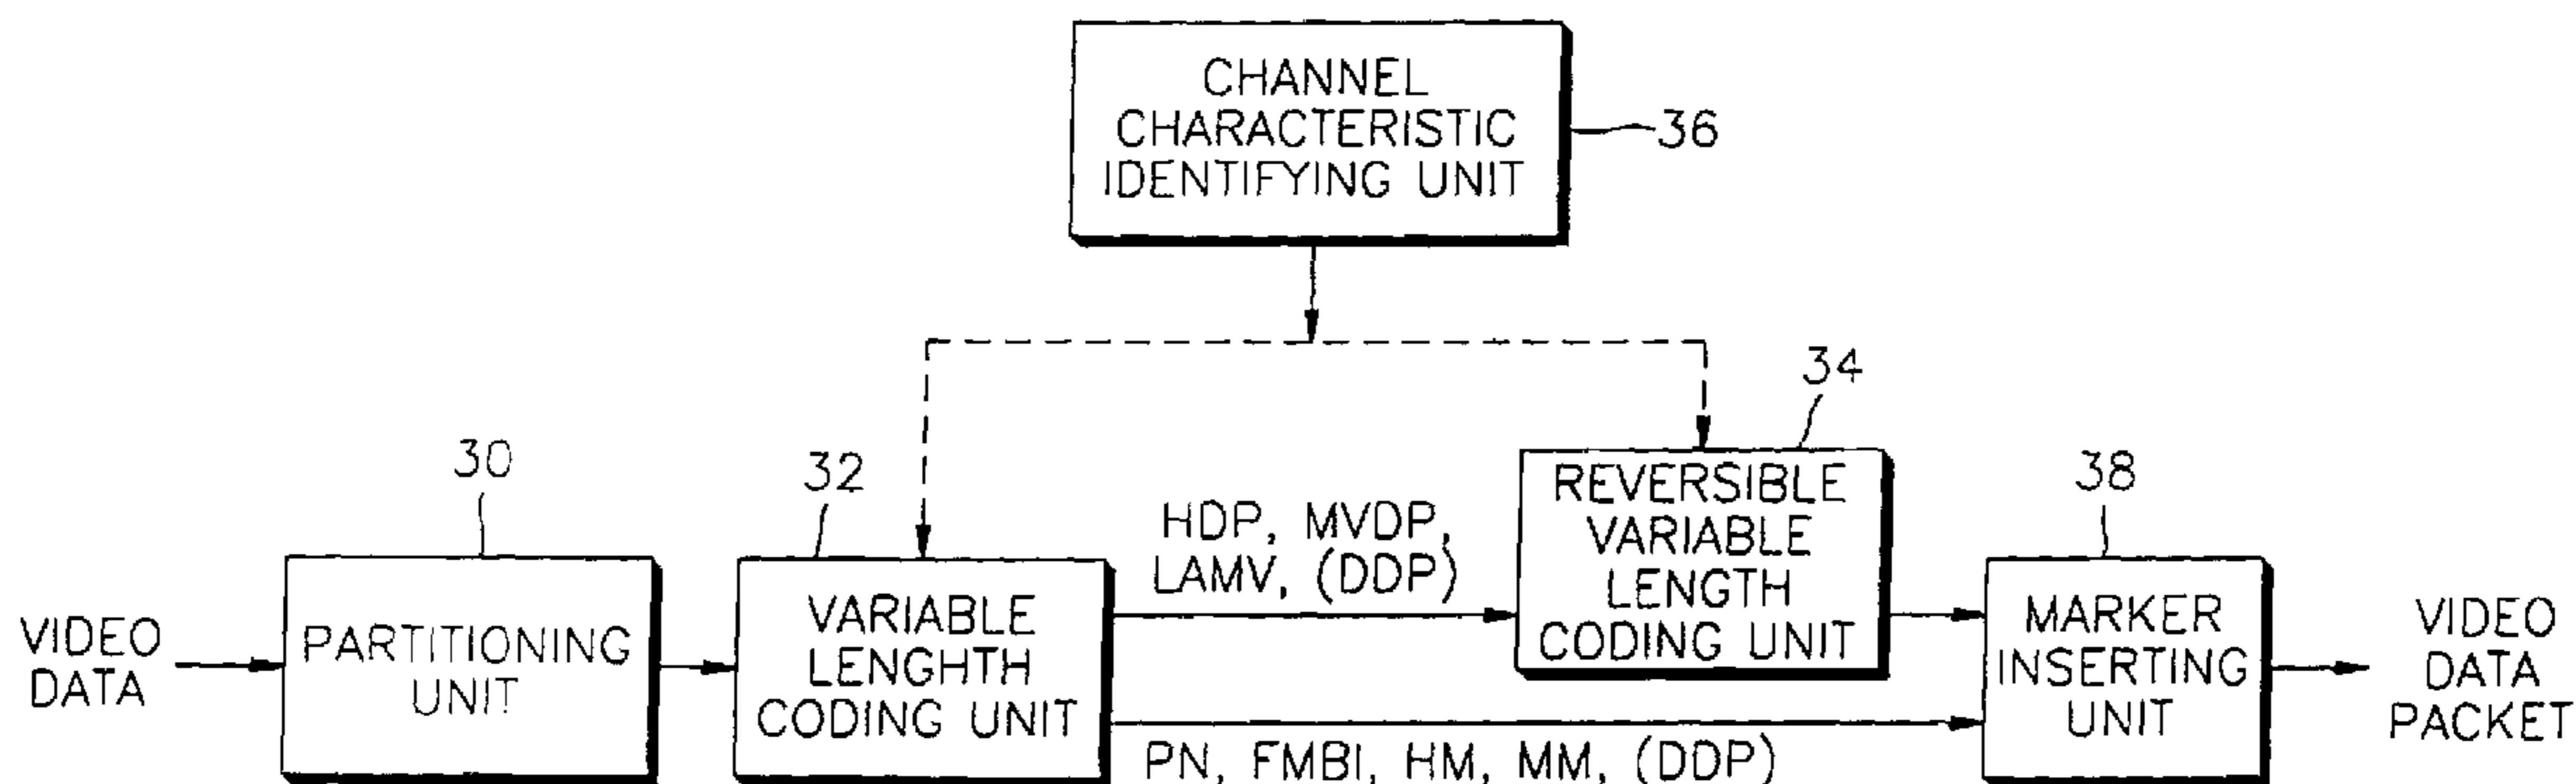 CHANNEL
CHARACTERISTIC
IDENTIFYING UNIT
36
34
30
32
38
HDP, MVDP,
LAMV, (DDP)
REVERSIBLE
VARIABLE
LENGTH
CODING UNIT
VIDEO
DATA
PARTITIONING
UNIT
VARIABLE
LENGHTH
CODING UNIT
MARKER
INSERTING
UNIT
VIDEO
DATA
PACKET
PN, FMBI, HM, MM, (DDP)